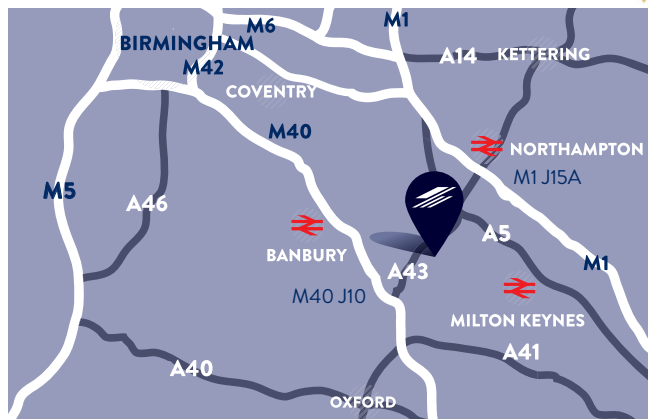 M1
M6
BIRMINGHAM
M42
A14
KETTERING
COVENTRY
M40
NORTHAMPTON
M1 J15A
M5
A46
A5
BANBURY
M1
A43
M40 J10
MILTON KEYNES
A41
A40
OXFORD